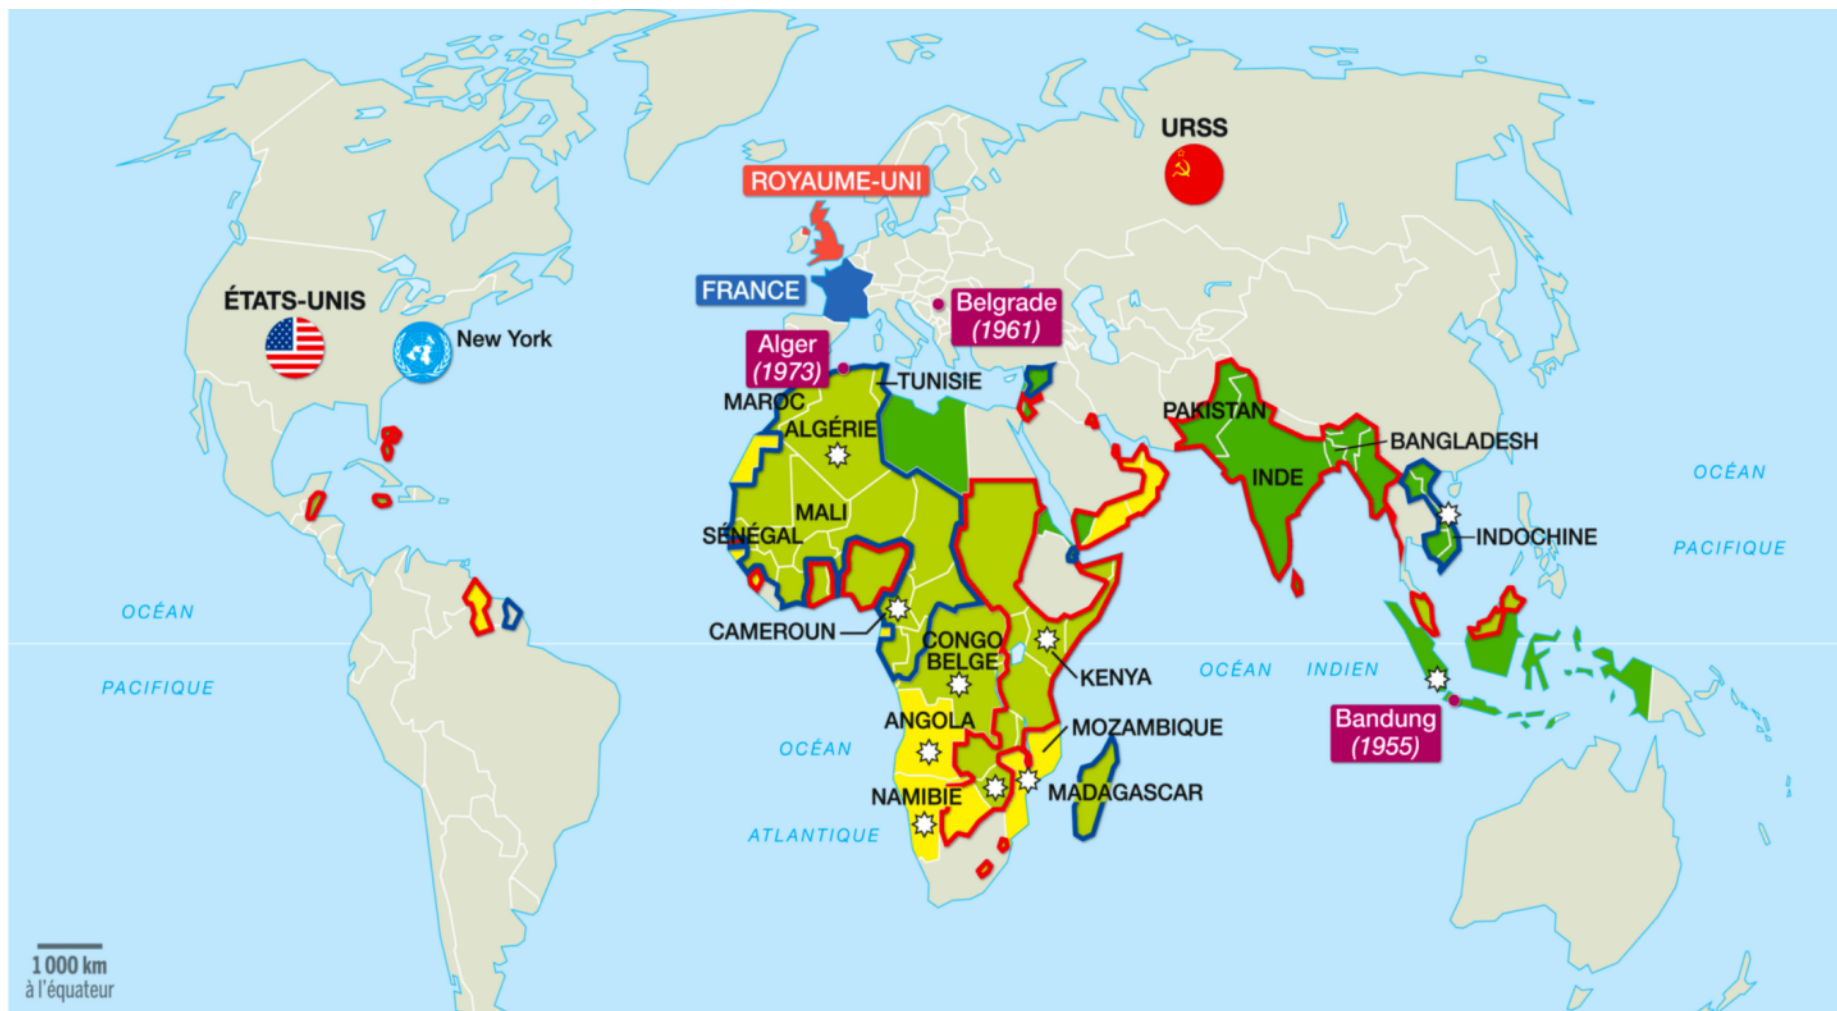 URSS
ROYAUME-UNI
FRANCE
ÉTATS-UNIS
New York
Belgrade
(1961)
Alger
(1973)
TUNISIE
MAROC
ALGÉRIE
PAKISTAN
BANGLADESH
INDE
OCÉAN
PACIFIQUE
MALI
SÉNÉGAL
INDOCHINE
OCÉAN
PACIFIQUE
CAMEROUN
CONGO
BELGE
KENYA
OCÉAN INDIEN
ANGOLA
MOZAMBIQUE
Bandung
(1955)
OCÉAN
ATLANTIQUE
NAMIBIE
MADAGASCAR
1 000 km
à l'équateur